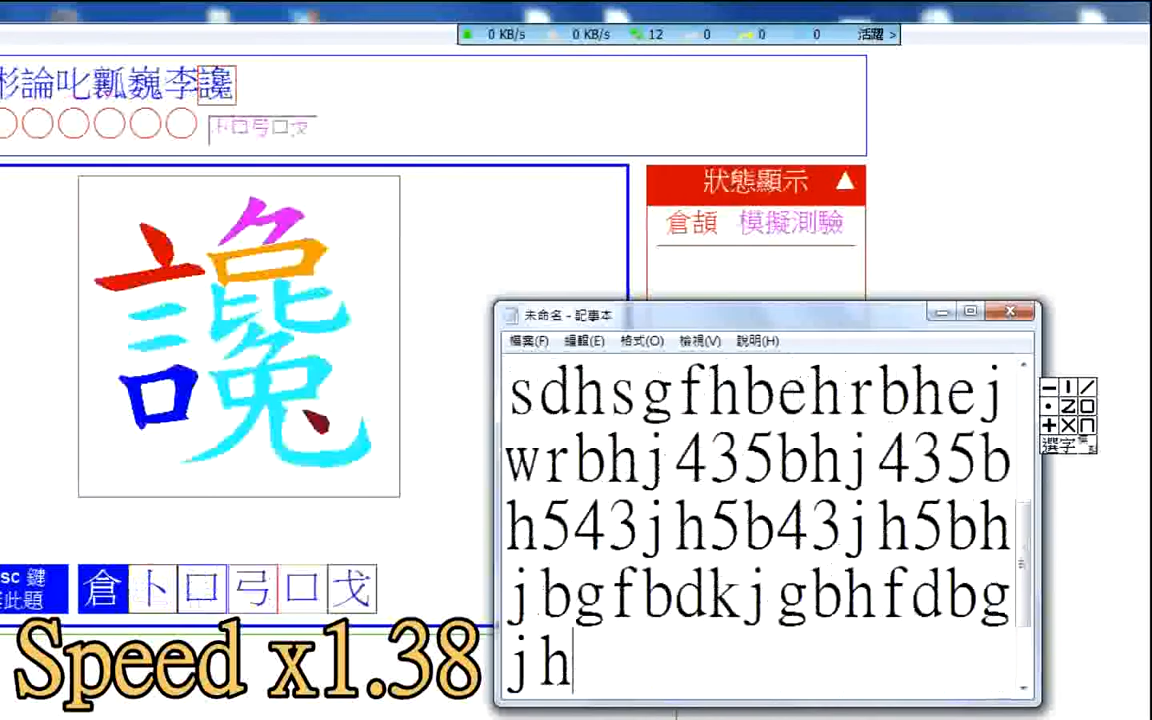 0 KB/s 0 KB/s 12 0 0 0 活躍 >
彬論叱瓤巍李讒
卜口弓口戈
狀態顯示 ▲
倉頡 模擬測驗
讒
未命名 - 記事本
檔案(F) 編輯(E) 格式(O) 檢視(V) 說明(H)
sdhsgfhbehrbhej
wrbhj435bhj435b
h543jh5b43jh5bh
jbgfbdkjgbhfdbg
jh
選字
sc 鍵
此題
倉 卜 口 弓 口 戈
Speed x1.38